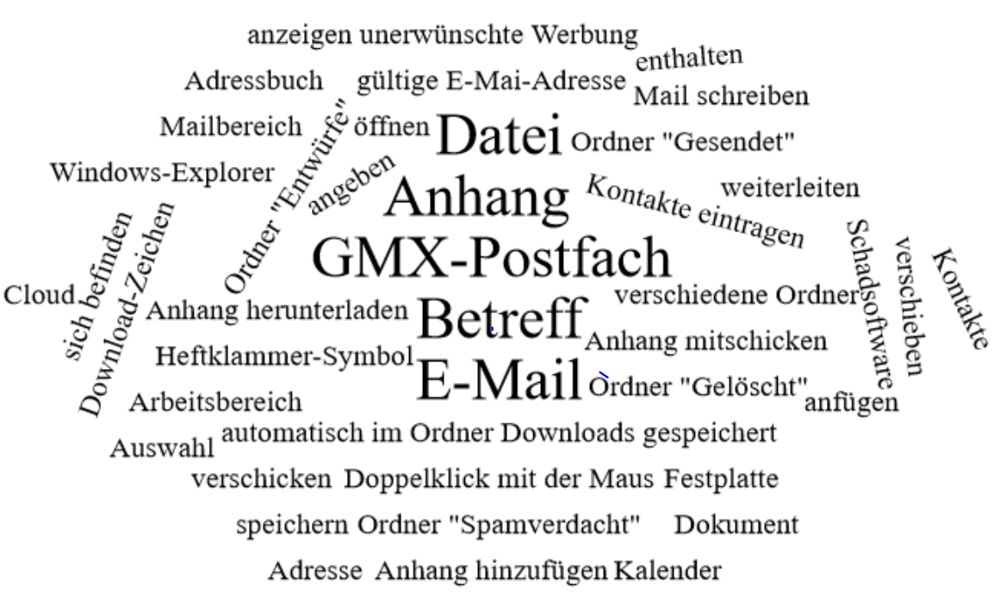 anzeigen unerwünschte Werbung
enthalten
Adressbuch gültige E-Mai-Adresse
Mail schreiben
Mailbereich
Ordner "Entwürfe"
öffnen Datei Ordner "Gesendet"
Windows-Explorer
angeben
Anhang
Kontakte eintragen
weiterleiten
sich befinden
Download-Zeichen
GMX-Postfach
Schadsoftware
verschieben
Kontakte
Cloud
Anhang herunterladen Betreff verschiedene Ordner
Anhang mitschicken
Heftklammer-Symbol E-Mail Ordner "Gelöscht"
Arbeitsbereich
anfügen
automatisch im Ordner Downloads gespeichert
Auswahl
verschicken Doppelklick mit der Maus Festplatte
speichern Ordner "Spamverdacht" Dokument
Adresse Anhang hinzufügen Kalender